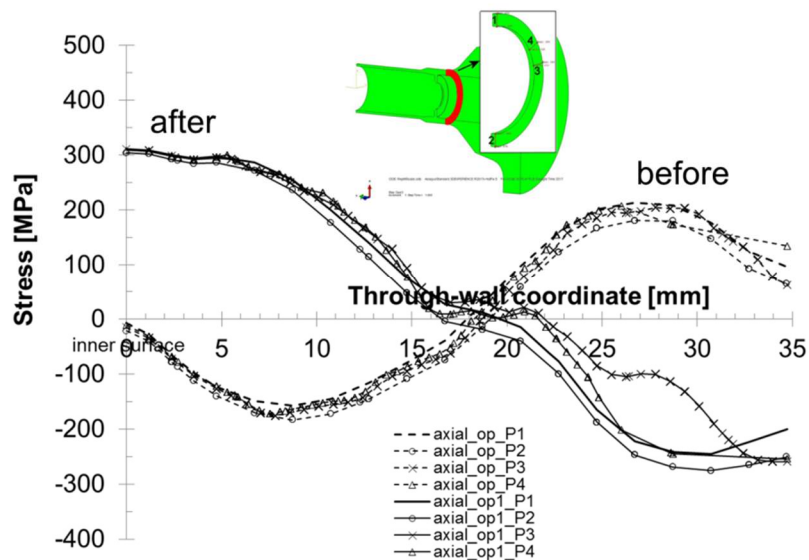 500
400
300
200
100
0
-100
-200
-300
-400
Stress [MPa]
after
before
1
4
3
2
Through-wall coordinate [mm]
inner surface
0
5
10
15
20
25
30
35
axial_op_P1
axial_op_P2
axial_op_P3
axial_op_P4
axial_op1_P1
axial_op1_P2
axial_op1_P3
axial_op1_P4